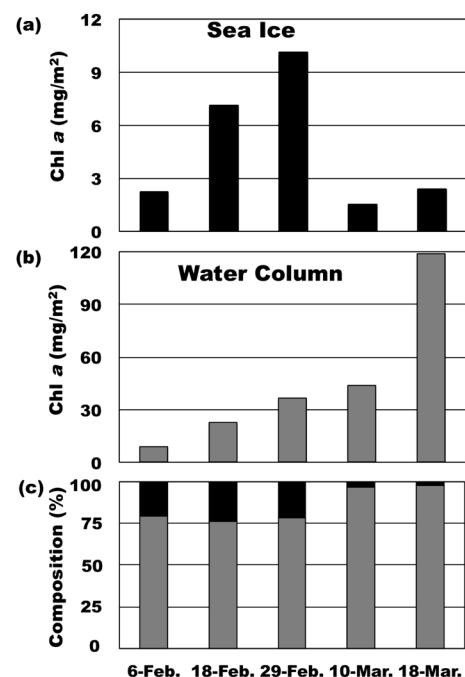 (a)
Sea Ice
Chl a (mg/m²)
12
9
6
3
0
(b)
Water Column
Chl a (mg/m²)
120
90
60
30
0
(c)
Composition (%)
100
75
50
25
0
6-Feb. 18-Feb. 29-Feb. 10-Mar. 18-Mar.